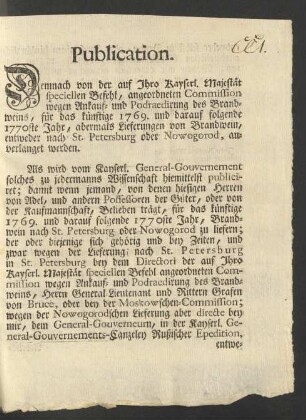 Publication.
Demnach von der auf Ihro Kayserl. Majestät
speciellen Befehl, angeordneten Commission
wegen Ankauf- und Podraedirung des Brand-
weins, für das künftige 1769. und darauf folgende
1770ste Jahr, abermals Lieferungen von Brandwein,
entweder nach St. Petersburg oder Nowogorod, an-
verlanget werden.
Als wird vom Kayserl. General-Gouvernement
solches zu jedermanns Wissenschaft hiemittelst publici-
ret; damit wenn jemand, von denen hiesigen Herren
von Adel, und andern Possessoren der Güter, oder von
der Kaufmannschaft, Belieben trägt, für das künftige
1769. und darauf folgende 1770ste Jahr, Brand-
wein nach St. Petersburg oder Nowogorod zu liefern;
der oder diejenige sich gehörig und bey Zeiten, und
zwar wegen der Lieferung nach St. Petersburg
in St. Petersburg bey dem Directori der auf Ihro
Kayserl. Majestät speciellen Befehl angeordneten Com-
mission wegen Ankauf- und Podraedirung des Brand-
weins, Herrn General-Lieutenant und Rittern Grafen
von Bruce, oder bey der Mostowschen-Commission;
wegen der Nowogorodschen Lieferung aber directe bey
mir, dem General-Gouverneurn, in der Kayserl. Ge-
neral-Gouvernements-Canzeley Rußischer Expedition,
entwe-